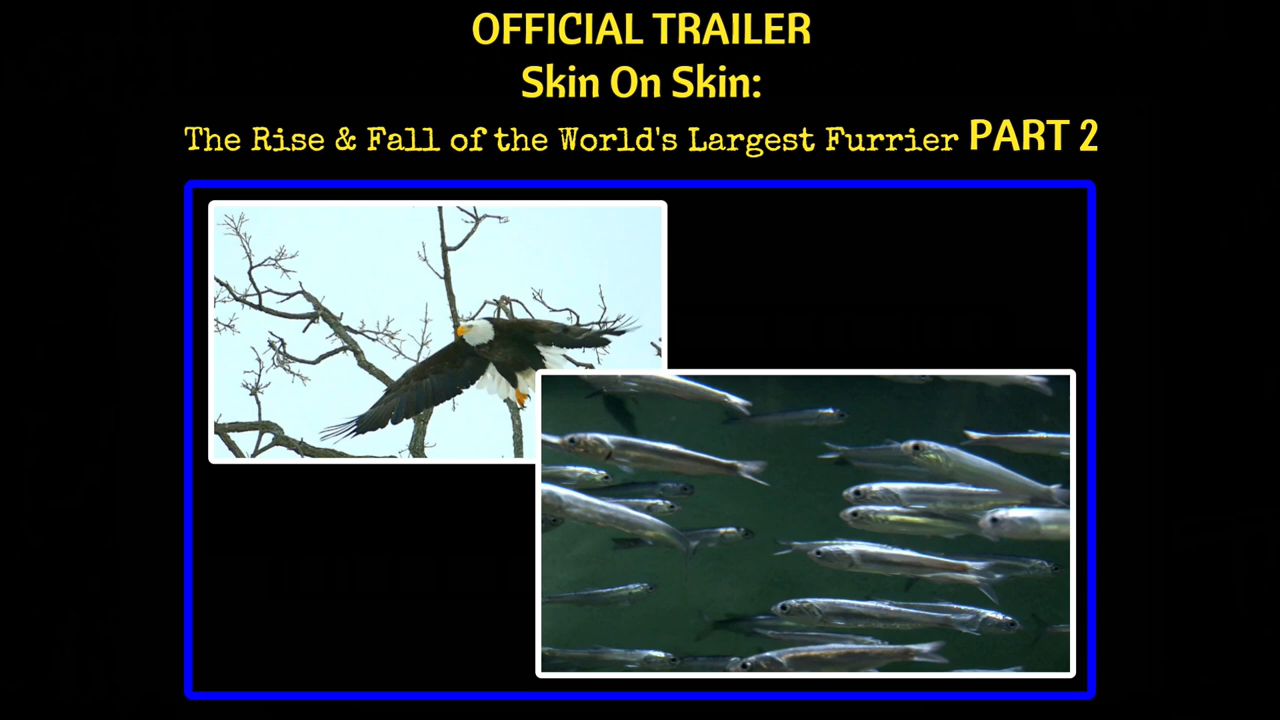 OFFICIAL TRAILER
Skin On Skin:
The Rise & Fall of the World's Largest Furrier PART 2